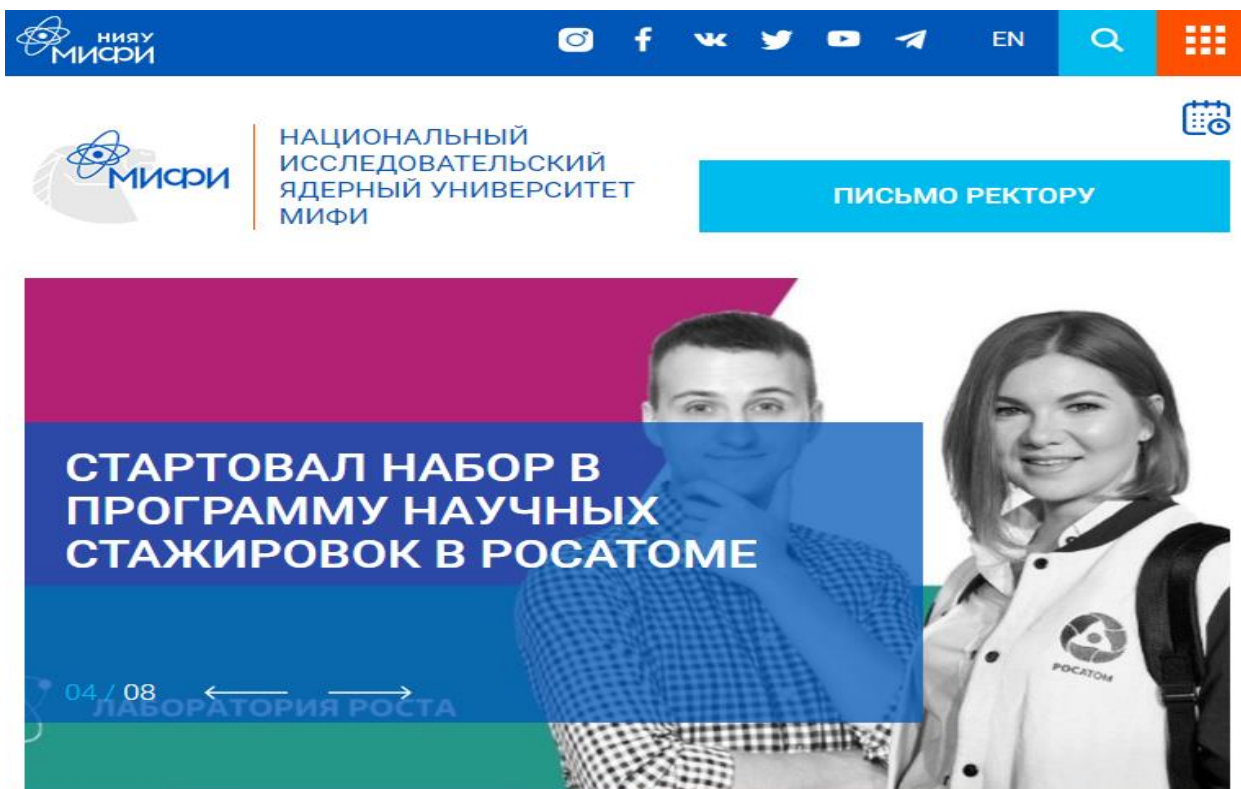 НИЯУ
МИФИ
EN
МИФИ
НАЦИОНАЛЬНЫЙ
ИССЛЕДОВАТЕЛЬСКИЙ
ЯДЕРНЫЙ УНИВЕРСИТЕТ
МИФИ
ПИСЬМО РЕКТОРУ
СТАРТОВАЛ НАБОР В
ПРОГРАММУ НАУЧНЫХ
СТАЖИРОВОК В РОСАТОМЕ
РОСАТОМ
04 / 08
ЛАБОРАТОРИЯ РОСТА